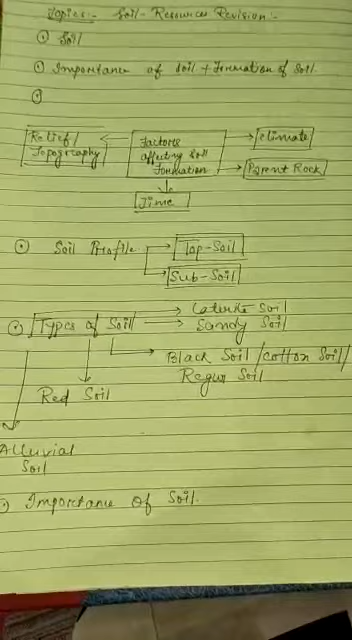 Topics:- Soil-Resources Revision:-
Soil
Importance of soil + Formation of Soil.
Relief/
Topography
Factors
affecting Soil
Formation
climate
Parent Rock
Time
Soil Profile
Top-Soil
Sub-Soil
Types of Soil
Laterite Soil
Sandy Soil
Black Soil/cotton Soil/
Regur Soil
Red Soil
Alluvial
Soil
Importance of Soil.